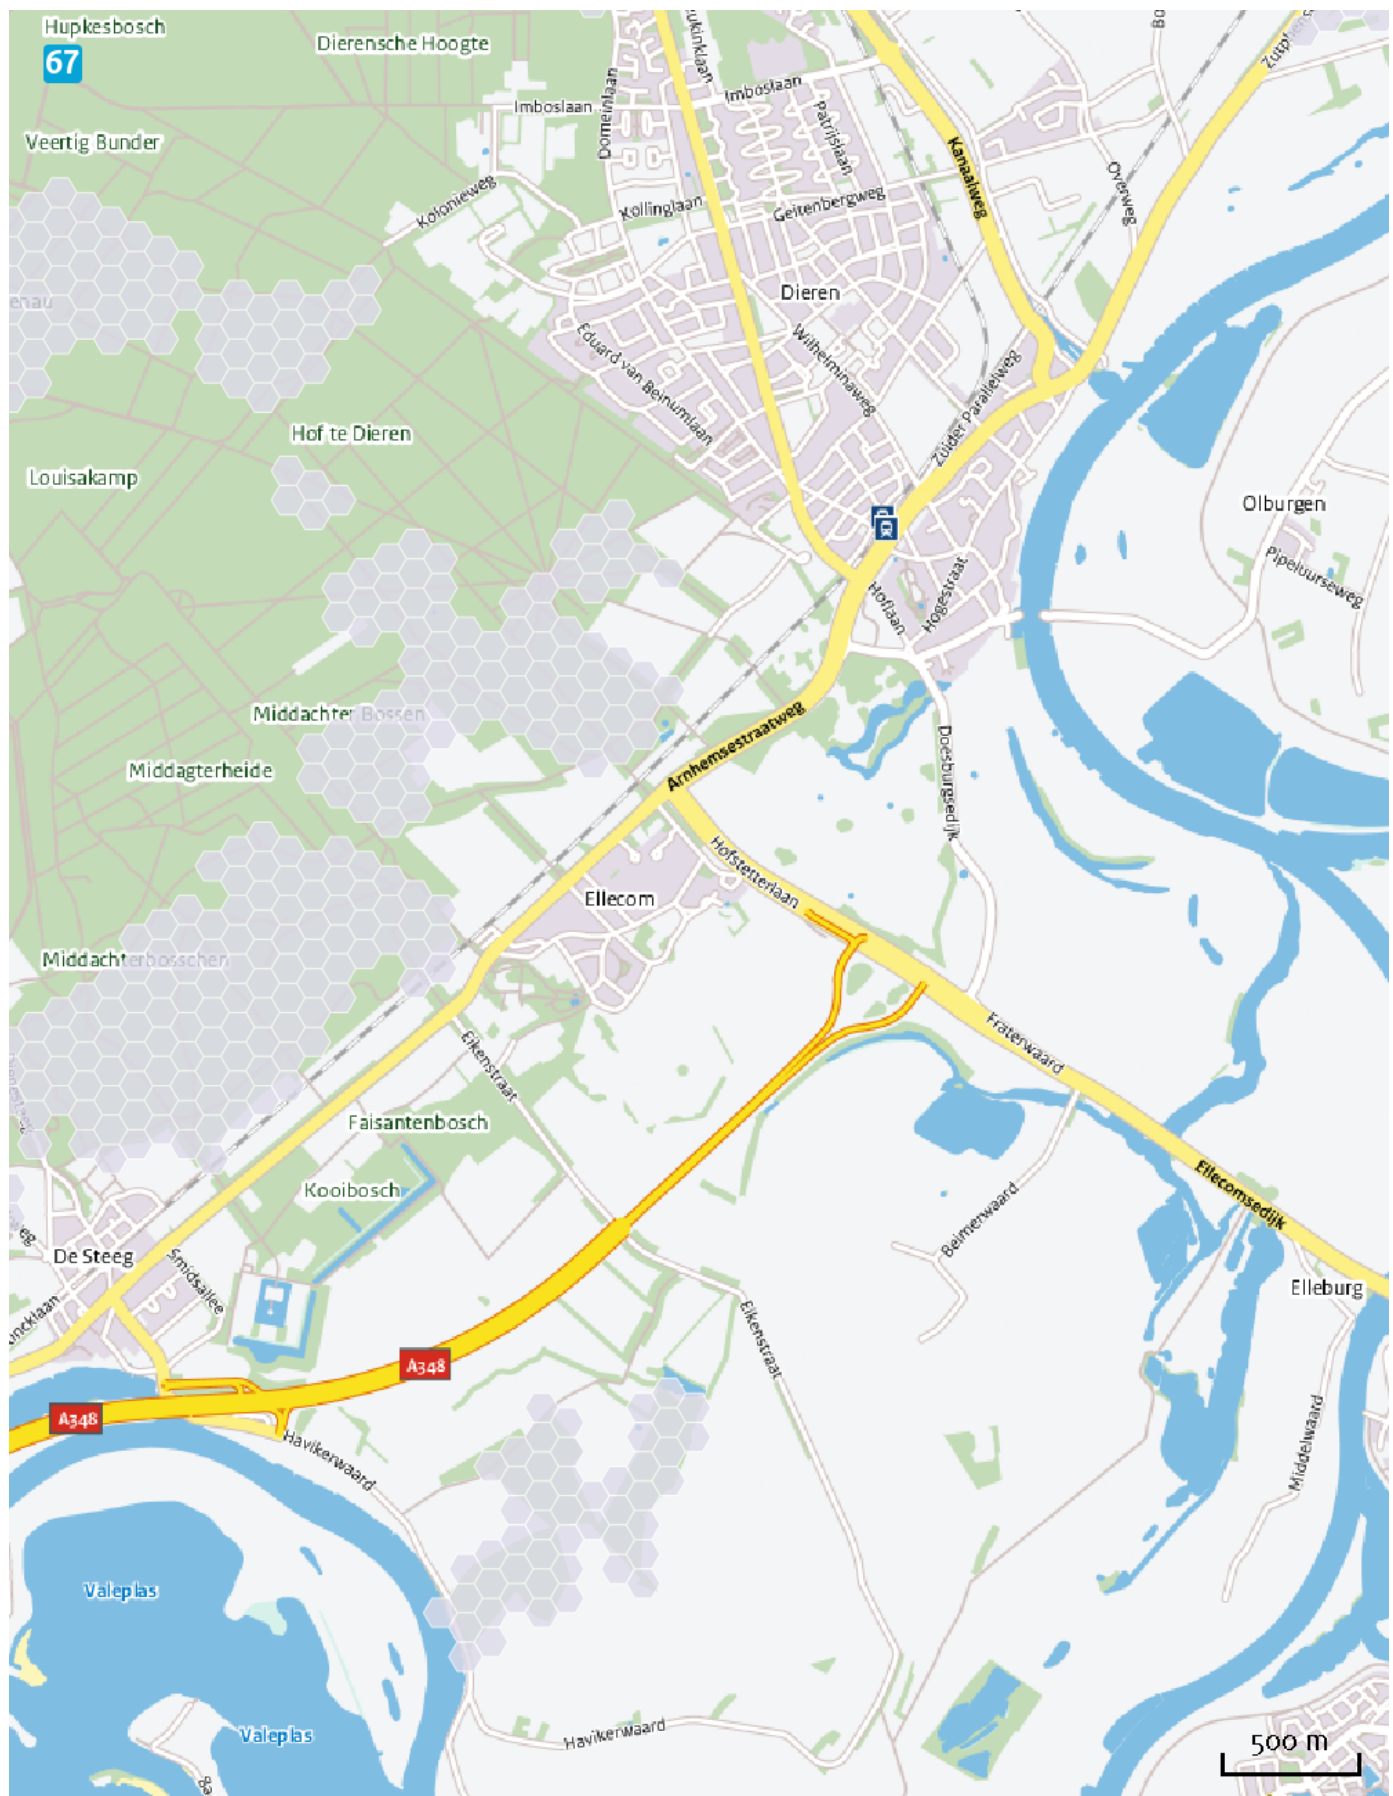 Hupkesbosch
67
Dierensche Hoogte
Imboslaan
Domeinlaan
Imboslaan
Patrijslaan
Kanaalweg
Overweg
Veertig Bunder
Kolonieweg
Kollinglaan
Geitenbergweg
Dieren
Eduard van Beinumlaan
Wilhelminaweg
Zuider Parallelweg
Hof te Dieren
Louisakamp
Olburgen
Pipeluurseweg
Hoflaan
Hogestraat
Middachter Bossen
Arnhemsestraatweg
Doesburgsedijk
Middagterheide
Hofstetterlaan
Ellecom
Middachterbosschen
Fraterwaard
Eikenstraat
Faisantenbosch
Kooibosch
Beimerwaard
Ellecomsedijk
De Steeg
Smidsallee
Elleburg
Eikenstraat
A348
A348
Havikerwaard
Middelwaard
Valeplas
Valeplas
Havikerwaard
500 m